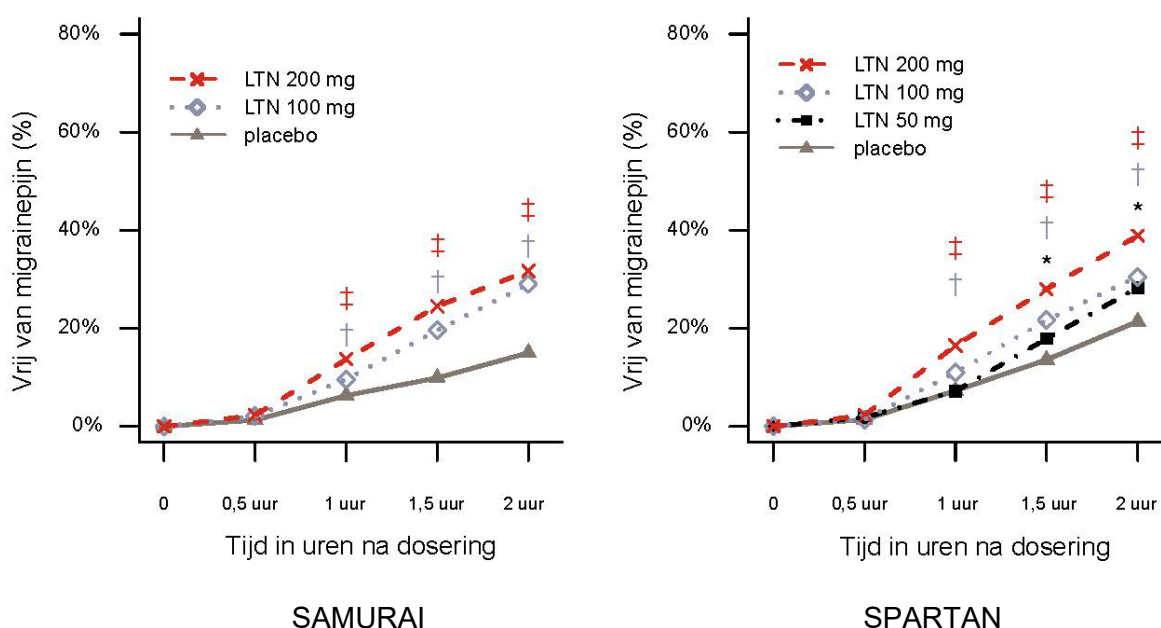 80%
60%
40%
20%
0%
Vrij van migrainepijn (%)
LTN 200 mg
LTN 100 mg
placebo
‡
†
‡
†
‡
†
0
0,5 uur
1 uur
1,5 uur
2 uur
Tijd in uren na dosering
SAMURAI
80%
60%
40%
20%
0%
Vrij van migrainepijn (%)
LTN 200 mg
LTN 100 mg
LTN 50 mg
placebo
‡
†
‡
†
*
‡
†
*
0
0,5 uur
1 uur
1,5 uur
2 uur
Tijd in uren na dosering
SPARTAN